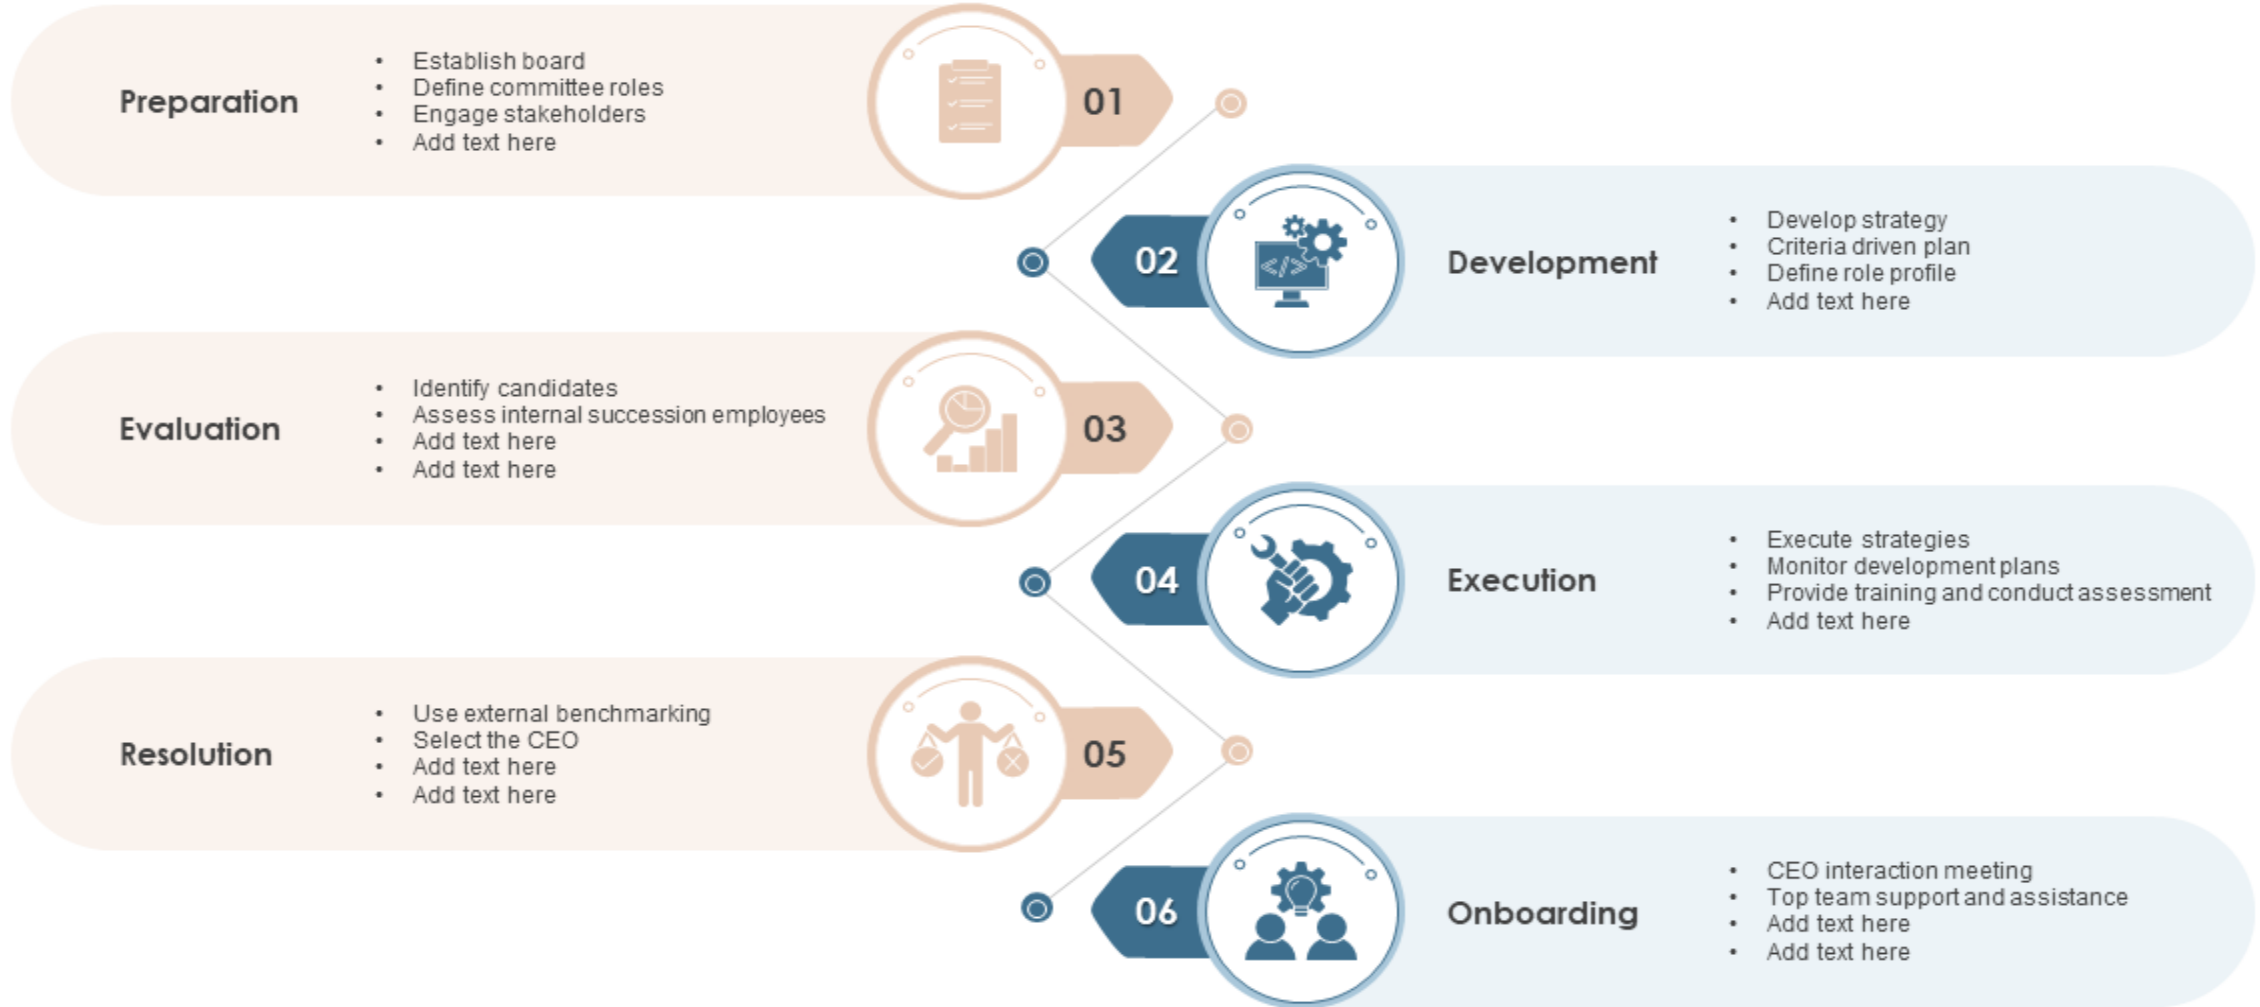 Preparation
• Establish board
• Define committee roles
• Engage stakeholders
• Add text here
01
02
Development
• Develop strategy
• Criteria driven plan
• Define role profile
• Add text here
Evaluation
• Identify candidates
• Assess internal succession employees
• Add text here
• Add text here
03
04
Execution
• Execute strategies
• Monitor development plans
• Provide training and conduct assessment
• Add text here
Resolution
• Use external benchmarking
• Select the CEO
• Add text here
• Add text here
05
06
Onboarding
• CEO interaction meeting
• Top team support and assistance
• Add text here
• Add text here